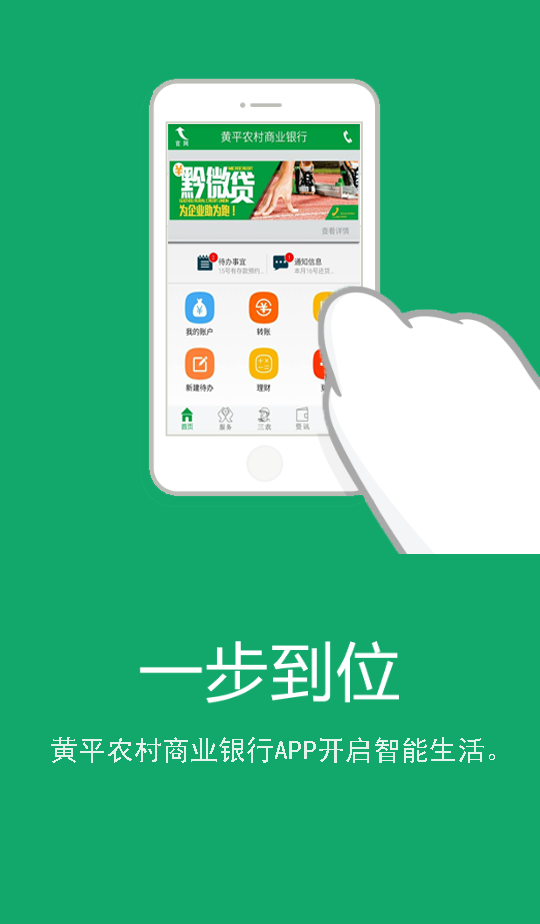 官网
黄平农村商业银行
黔微贷
为企业助为跑！
查看详情
2
待办事宜
15号有存款预约...
1
通知信息
本月16号还贷...
我的账户
转账
新建待办
理财
首页
服务
三农
资讯
一步到位
黄平农村商业银行APP开启智能生活。